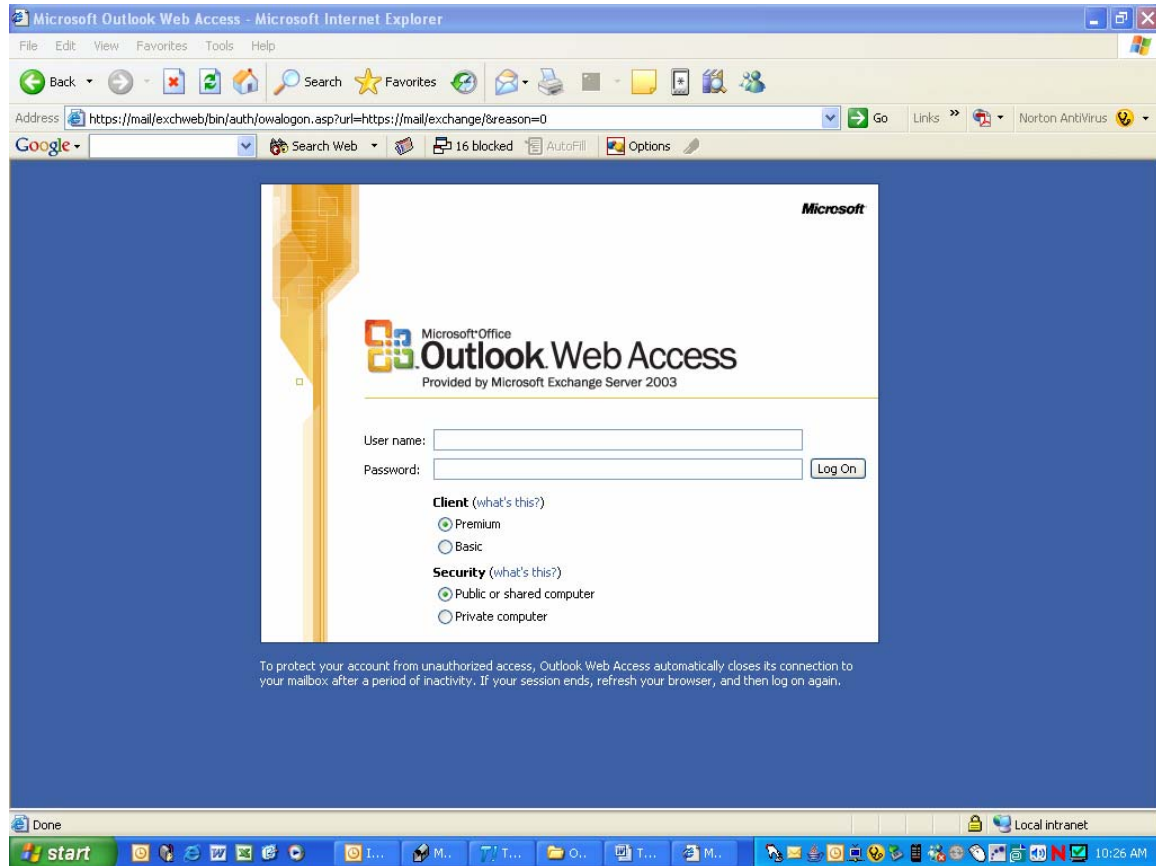 Microsoft Outlook Web Access - Microsoft Internet Explorer
File Edit View Favorites Tools Help
Back Search Favorites
Address https://mail/exchweb/bin/auth/owalogon.asp?url=https://mail/exchange/&reason=0 Go Links » Norton AntiVirus
Google Search Web 16 blocked AutoFill Options
Microsoft
Microsoft Office
Outlook Web Access
Provided by Microsoft Exchange Server 2003
User name:
Password: Log On
Client (what's this?)
Premium
Basic
Security (what's this?)
Public or shared computer
Private computer
To protect your account from unauthorized access, Outlook Web Access automatically closes its connection to
your mailbox after a period of inactivity. If your session ends, refresh your browser, and then log on again.
Done Local intranet
start I... M.. T... O.. T... M.. 10:26 AM